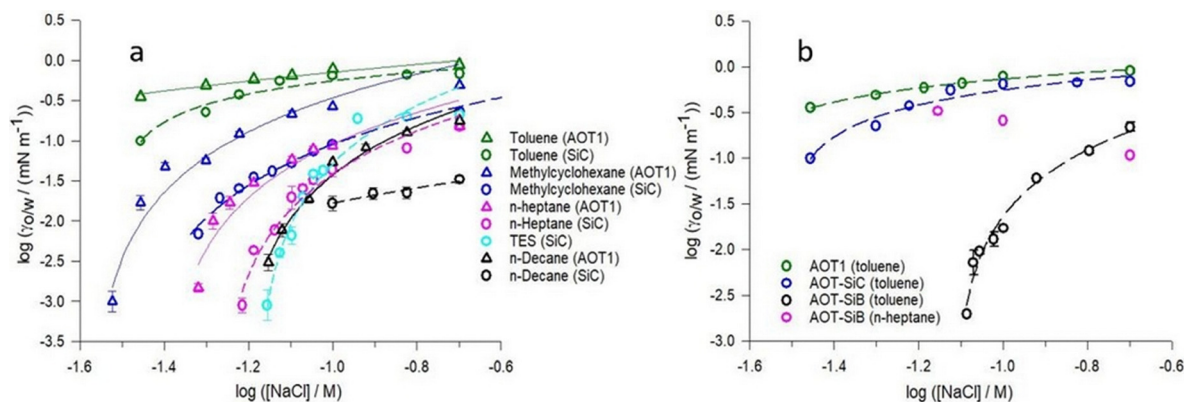 a
0.5
0.0
-0.5
-1.0
-1.5
-2.0
-2.5
-3.0
-3.5
log (γo/w / (mN m⁻¹))
-1.6
-1.4
-1.2
-1.0
-0.8
-0.6
log ([NaCl] / M)
Toluene (AOT1)
Toluene (SiC)
Methylcyclohexane (AOT1)
Methylcyclohexane (SiC)
n-heptane (AOT1)
n-Heptane (SiC)
TES (SiC)
n-Decane (AOT1)
n-Decane (SiC)
b
0.5
0.0
-0.5
-1.0
-1.5
-2.0
-2.5
-3.0
log (γo/w / (mN m⁻¹))
-1.6
-1.4
-1.2
-1.0
-0.8
-0.6
log ([NaCl] / M)
AOT1 (toluene)
AOT-SiC (toluene)
AOT-SiB (toluene)
AOT-SiB (n-heptane)